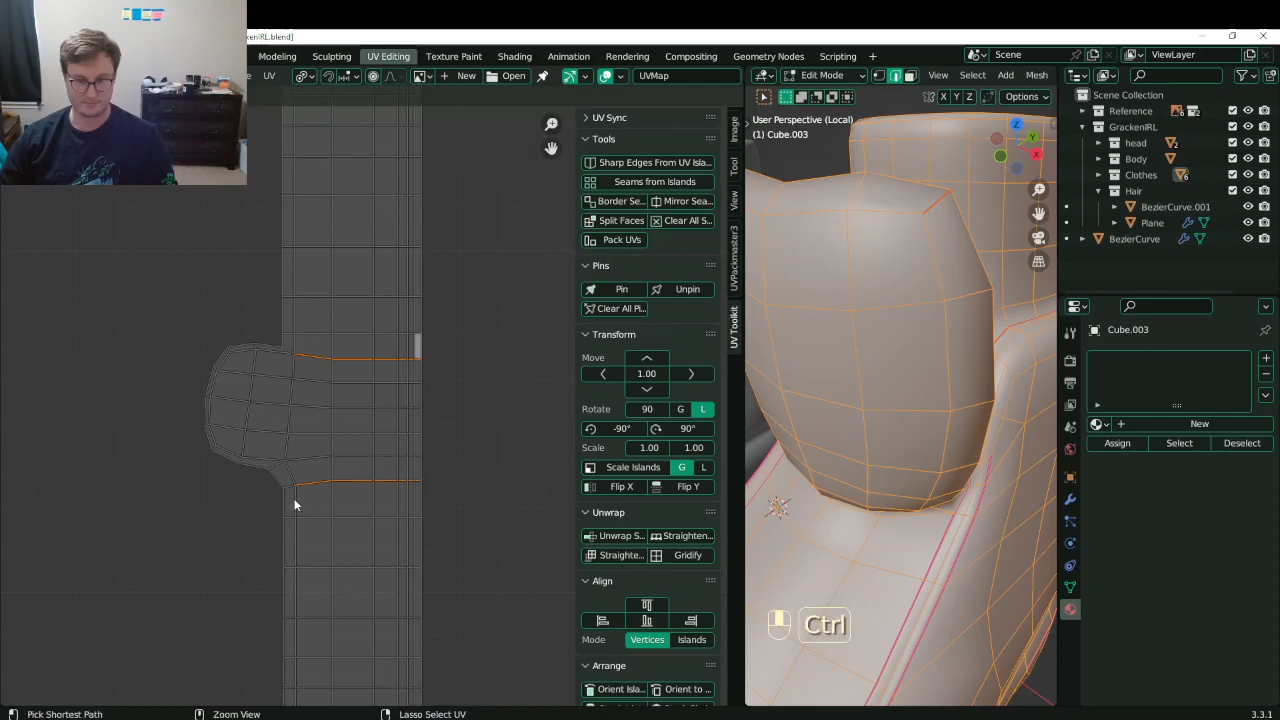 kenIRL.blend]
Modeling Sculpting UV Editing Texture Paint Shading Animation Rendering Compositing Geometry Nodes Scripting +
Scene
ViewLayer
UV
New
Open
UVMap
Edit Mode
View Select Add Mesh
X Y Z
Options
User Perspective (Local)
(1) Cube.003
Z
Y
X
UV Sync
Tools
Sharp Edges From UV Isla...
Seams from Islands
Border Se...
Mirror Sea...
Split Faces
Clear All S...
Pack UVs
Pins
Pin
Unpin
Clear All Pi...
Transform
Move
1.00
Rotate
90
G
L
-90°
90°
Scale
1.00
1.00
Scale Islands
G
L
Flip X
Flip Y
Unwrap
Unwrap S...
Straighten...
Straighte...
Gridify
Align
Mode
Vertices
Islands
Arrange
Orient Isla...
Orient to ...
Image
Tool
View
UVPackmaster3
UV Toolkit
Scene Collection
Reference
6
2
GrackenIRL
head
2
Body
Clothes
6
Hair
BezierCurve.001
Plane
BezierCurve
Cube.003
New
Assign
Select
Deselect
Ctrl
Pick Shortest Path
Zoom View
Lasso Select UV
3.3.1